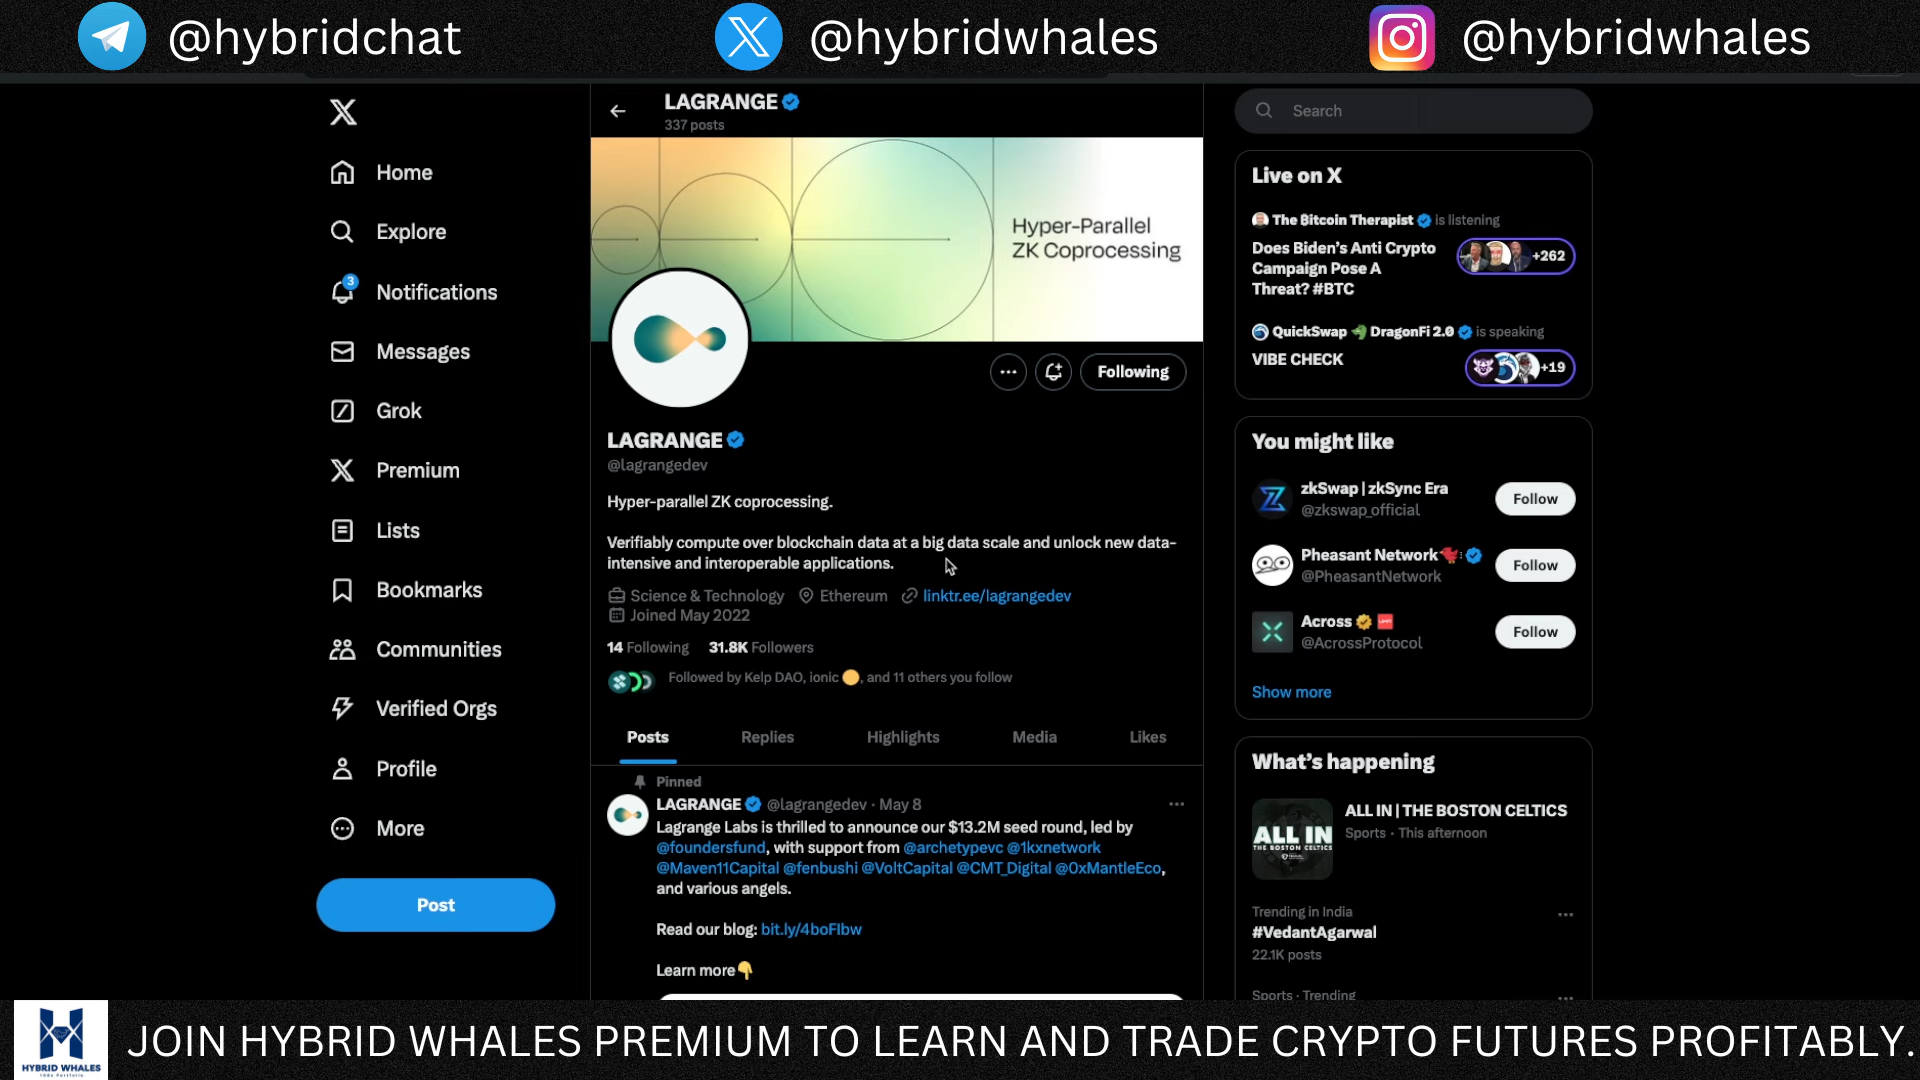 @hybridchat
@hybridwhales
@hybridwhales
Home
Explore
3
Notifications
Messages
Grok
Premium
Lists
Bookmarks
Communities
Verified Orgs
Profile
More
Post
LAGRANGE
337 posts
Hyper-Parallel
ZK Coprocessing
Following
LAGRANGE
@lagrangedev
Hyper-parallel ZK coprocessing.
Verifiably compute over blockchain data at a big data scale and unlock new data-
intensive and interoperable applications.
Science & Technology Ethereum linktr.ee/lagrangedev
Joined May 2022
14 Following 31.8K Followers
Followed by Kelp DAO, ionic 🟡, and 11 others you follow
Posts Replies Highlights Media Likes
Pinned
LAGRANGE @lagrangedev · May 8
Lagrange Labs is thrilled to announce our $13.2M seed round, led by
@foundersfund, with support from @archetypevc @1kxnetwork
@Maven11Capital @fenbushi @VoltCapital @CMT_Digital @0xMantleEco,
and various angels.
Read our blog: bit.ly/4boFIbw
Learn more👇
Search
Live on X
The ₿itcoin Therapist is listening
Does Biden's Anti Crypto
Campaign Pose A
Threat? #BTC
+262
QuickSwap 🐲 DragonFi 2.0 is speaking
VIBE CHECK
+19
You might like
zkSwap | zkSync Era
@zkswap_official
Follow
Pheasant Network
@PheasantNetwork
Follow
Across
@AcrossProtocol
Follow
Show more
What's happening
ALL IN
THE BOSTON CELTICS
ALL IN | THE BOSTON CELTICS
Sports · This afternoon
Trending in India
#VedantAgarwal
22.1K posts
Sports · Trending
HYBRID WHALES
JOIN HYBRID WHALES PREMIUM TO LEARN AND TRADE CRYPTO FUTURES PROFITABLY.